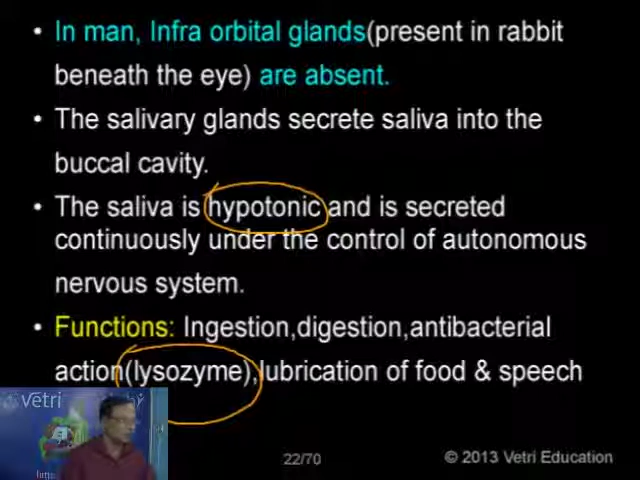 • In man, Infra orbital glands(present in rabbit
beneath the eye) are absent.
• The salivary glands secrete saliva into the
buccal cavity.
• The saliva is hypotonic and is secreted
continuously under the control of autonomous
nervous system.
• Functions: Ingestion,digestion,antibacterial
action(lysozyme),lubrication of food & speech
Vetri
22/70
© 2013 Vetri Education